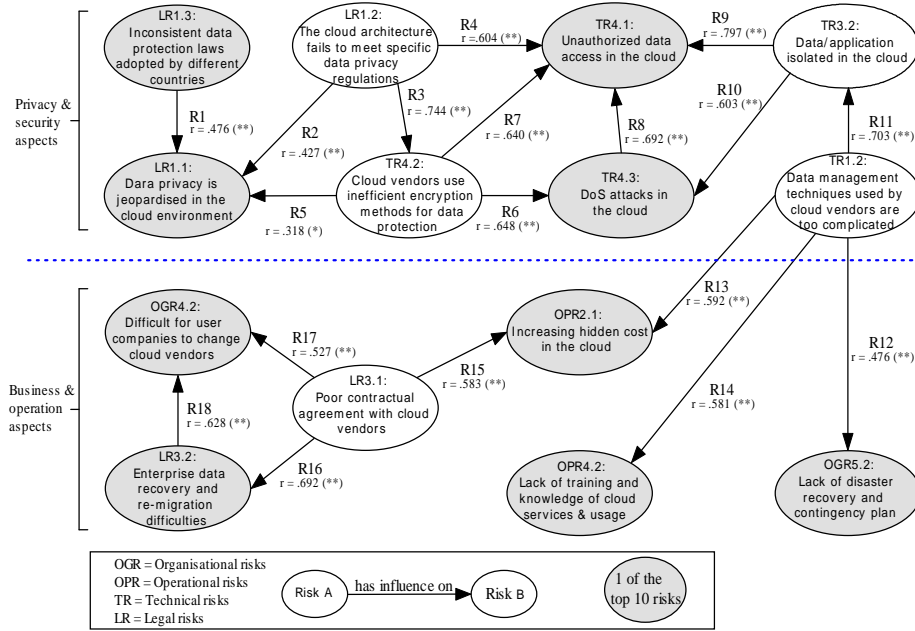 LR1.3:
Inconsistent data
protection laws
adopted by different
countries
LR1.2:
The cloud architecture
fails to meet specific
data privacy
regulations
R4
r = .604 (**)
TR4.1:
Unauthorized data
access in the cloud
R9
r = .797 (**)
TR3.2:
Data/application
isolated in the cloud
Privacy &
security
aspects
R1
r = .476 (**)
R2
r = .427 (**)
R3
r = .744 (**)
R7
r = .640 (**)
R8
r = .692 (**)
R10
r = .603 (**)
R11
r = .703 (**)
LR1.1:
Dara privacy is
jeopardised in the
cloud environment
R5
r = .318 (*)
TR4.2:
Cloud vendors use
inefficient encryption
methods for data
protection
R6
r = .648 (**)
TR4.3:
DoS attacks in
the cloud
TR1.2:
Data management
techniques used by
cloud vendors are
too complicated
OGR4.2:
Difficult for user
companies to change
cloud vendors
R17
r = .527 (**)
OPR2.1:
Increasing hidden cost
in the cloud
R13
r = .592 (**)
R12
r = .476 (**)
Business &
operation
aspects
R18
r = .628 (**)
LR3.1:
Poor contractual
agreement with cloud
vendors
R15
r = .583 (**)
R14
r = .581 (**)
LR3.2:
Enterprise data
recovery and
re-migration
difficulties
R16
r = .692 (**)
OPR4.2:
Lack of training and
knowledge of cloud
services & usage
OGR5.2:
Lack of disaster
recovery and
contingency plan
OGR = Organisational risks
OPR = Operational risks
TR = Technical risks
LR = Legal risks
Risk A
has influence on
Risk B
1 of the
top 10 risks